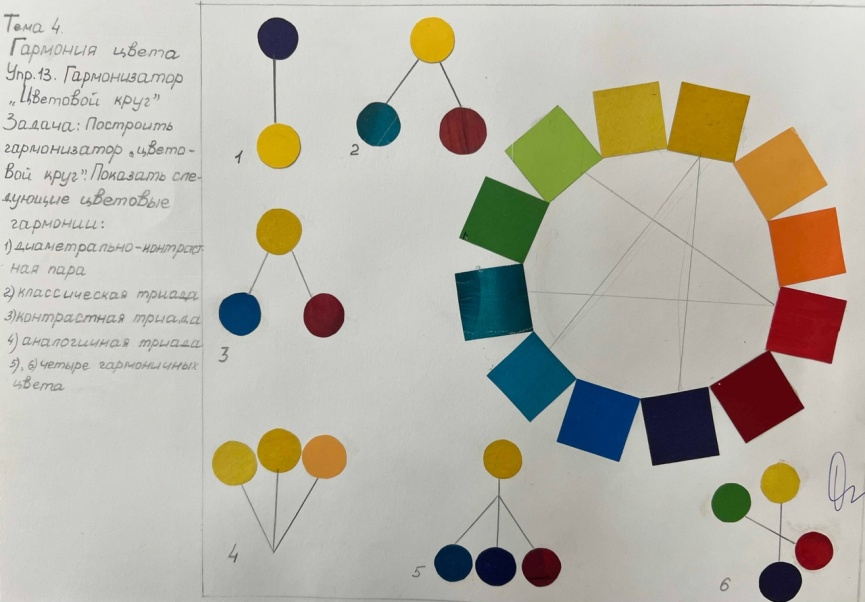 Тема 4.
Гармония цвета
Упр.13. Гармонизатор
„Цветовой круг”
Задача: Построить
гармонизатор „цвето-
вой круг”. Показать сле-
дующие цветовые
гармонии:
1) диаметрально-контраст-
ная пара
2) классическая триада
3) контрастная триада
4) аналогичная триада
5), 6) четыре гармоничных
цвета
1
2
3
4
5
6